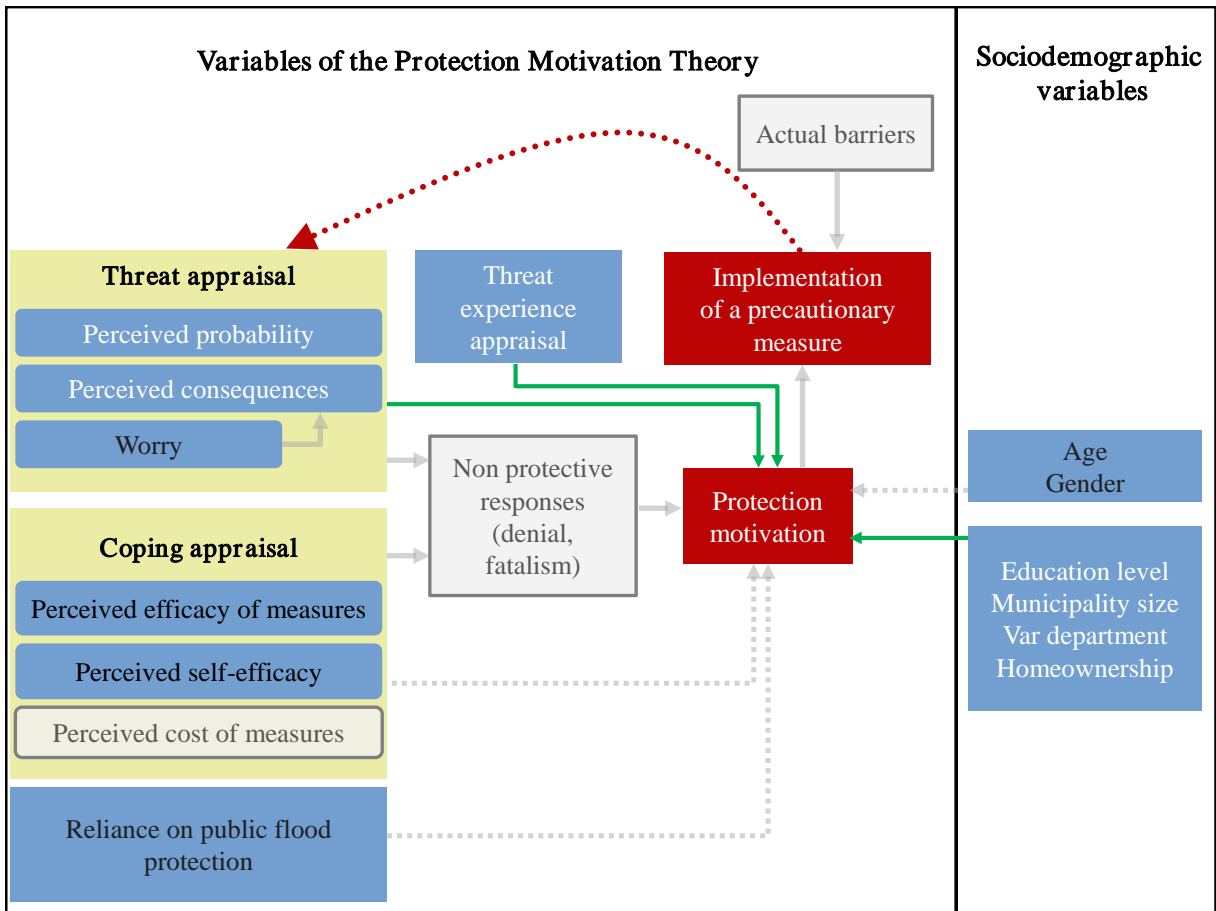 Variables of the Protection Motivation Theory
Sociodemographic
variables
Actual barriers
Threat appraisal
Perceived probability
Perceived consequences
Worry
Threat
experience
appraisal
Implementation
of a precautionary
measure
Non protective
responses
(denial,
fatalism)
Protection
motivation
Age
Gender
Education level
Municipality size
Var department
Homeownership
Coping appraisal
Perceived efficacy of measures
Perceived self-efficacy
Perceived cost of measures
Reliance on public flood
protection